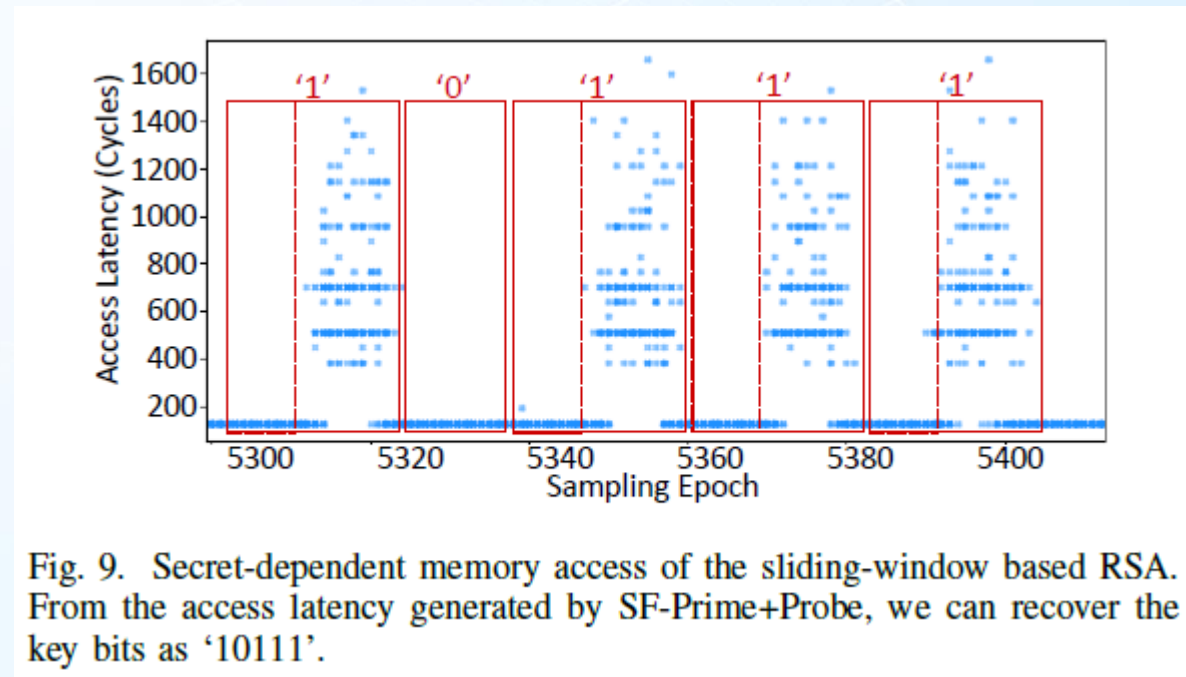 1600
1400
1200
1000
800
600
400
200
Access Latency (Cycles)
‘1’ ‘0’ ‘1’ ‘1’ ‘1’
5300 5320 5340 5360 5380 5400
Sampling Epoch
Fig. 9. Secret-dependent memory access of the sliding-window based RSA.
From the access latency generated by SF-Prime+Probe, we can recover the
key bits as ‘10111’.